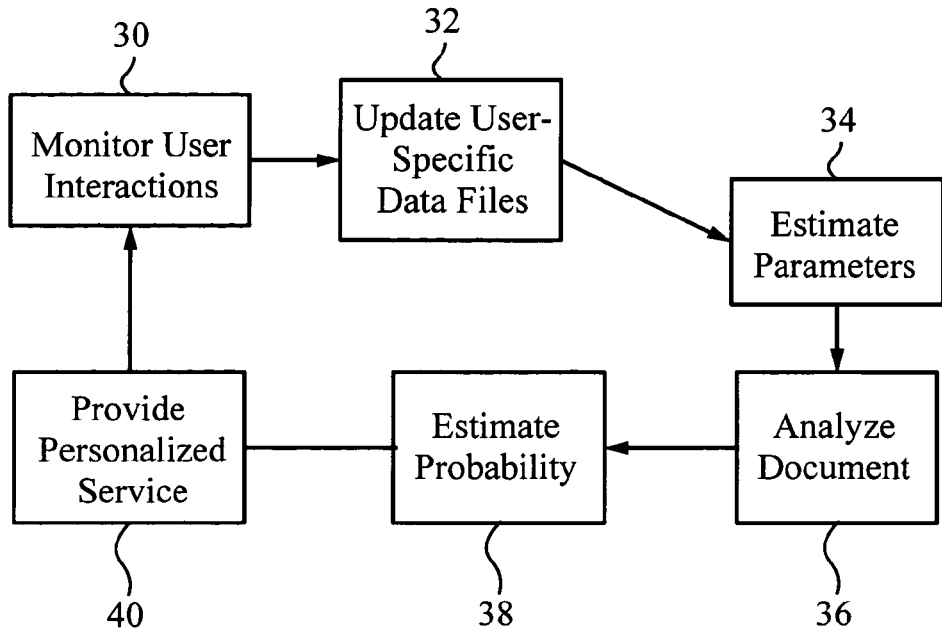 30
Monitor User
Interactions
32
Update User-
Specific
Data Files
34
Estimate
Parameters
Provide
Personalized
Service
40
Estimate
Probability
38
Analyze
Document
36